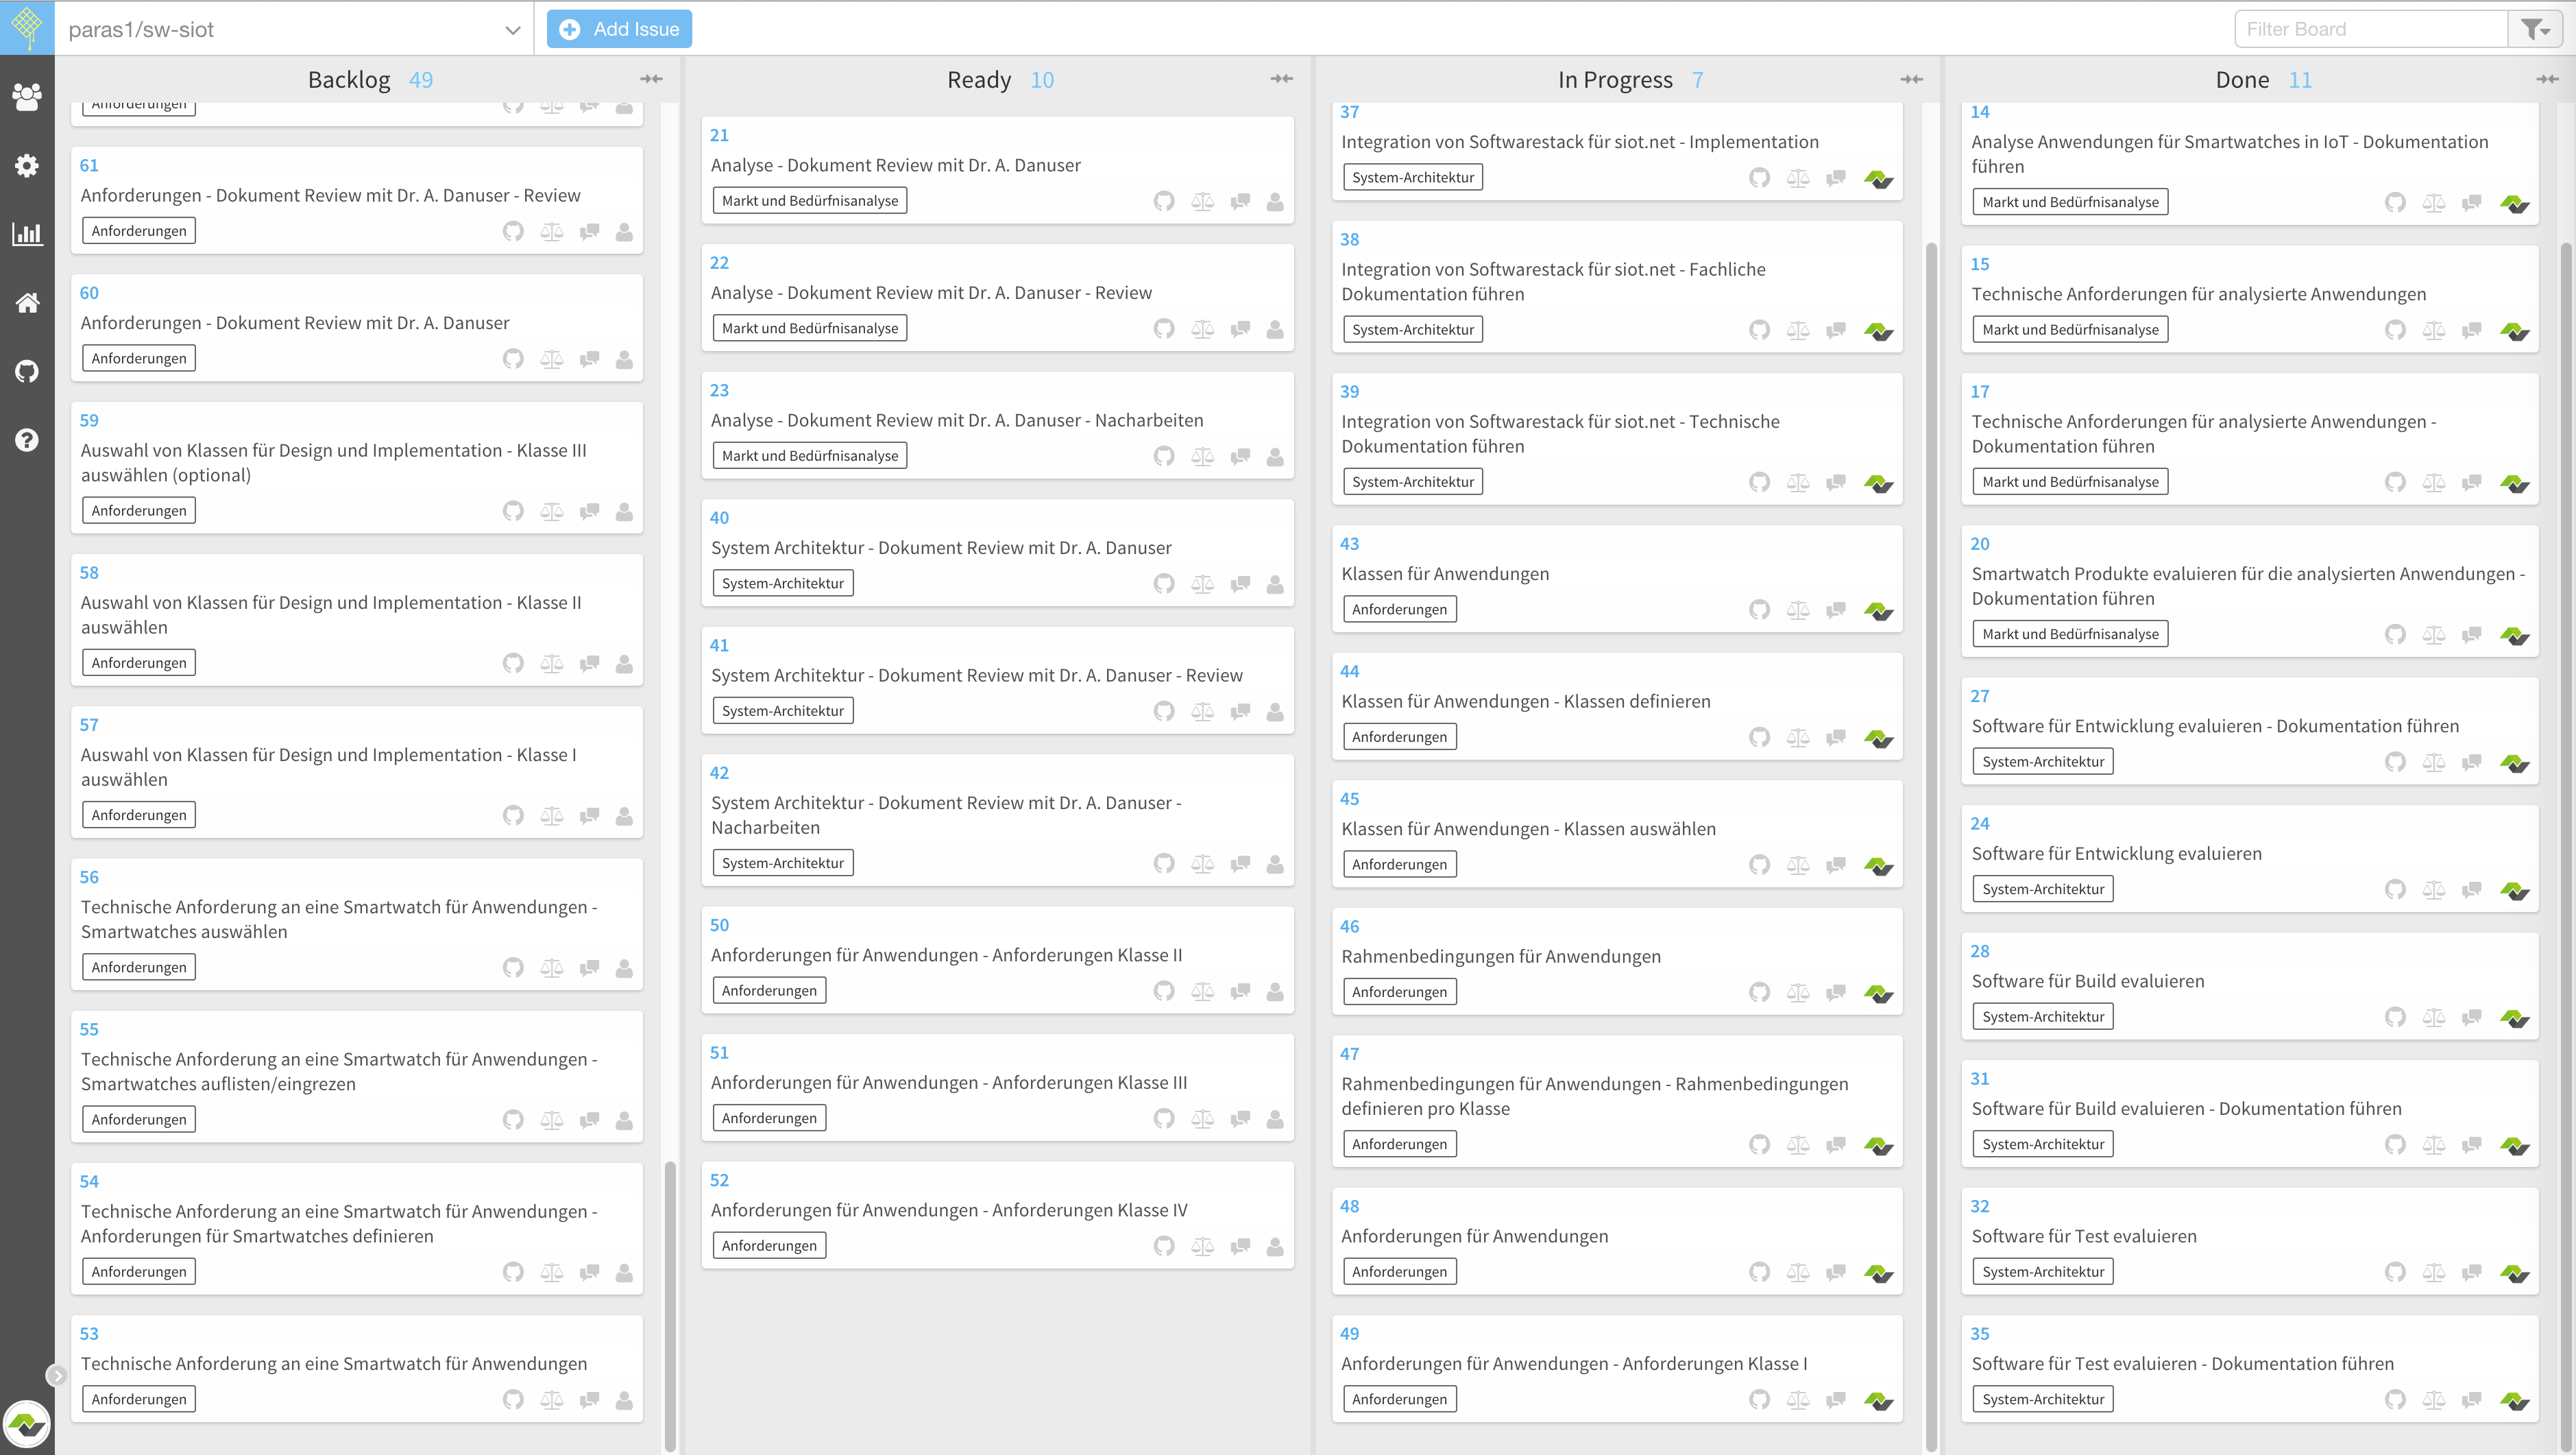 paras1/sw-siot
Add Issue
Filter Board
Backlog 49
Anforderungen
61
Anforderungen - Dokument Review mit Dr. A. Danuser - Review
Anforderungen
60
Anforderungen - Dokument Review mit Dr. A. Danuser
Anforderungen
59
Auswahl von Klassen für Design und Implementation - Klasse III
auswählen (optional)
Anforderungen
58
Auswahl von Klassen für Design und Implementation - Klasse II
auswählen
Anforderungen
57
Auswahl von Klassen für Design und Implementation - Klasse I
auswählen
Anforderungen
56
Technische Anforderung an eine Smartwatch für Anwendungen -
Smartwatches auswählen
Anforderungen
55
Technische Anforderung an eine Smartwatch für Anwendungen -
Smartwatches auflisten/eingrezen
Anforderungen
54
Technische Anforderung an eine Smartwatch für Anwendungen -
Anforderungen für Smartwatches definieren
Anforderungen
53
Technische Anforderung an eine Smartwatch für Anwendungen
Anforderungen
Ready 10
21
Analyse - Dokument Review mit Dr. A. Danuser
Markt und Bedürfnisanalyse
22
Analyse - Dokument Review mit Dr. A. Danuser - Review
Markt und Bedürfnisanalyse
23
Analyse - Dokument Review mit Dr. A. Danuser - Nacharbeiten
Markt und Bedürfnisanalyse
40
System Architektur - Dokument Review mit Dr. A. Danuser
System-Architektur
41
System Architektur - Dokument Review mit Dr. A. Danuser - Review
System-Architektur
42
System Architektur - Dokument Review mit Dr. A. Danuser -
Nacharbeiten
System-Architektur
50
Anforderungen für Anwendungen - Anforderungen Klasse II
Anforderungen
51
Anforderungen für Anwendungen - Anforderungen Klasse III
Anforderungen
52
Anforderungen für Anwendungen - Anforderungen Klasse IV
Anforderungen
In Progress 7
37
Integration von Softwarestack für siot.net - Implementation
System-Architektur
38
Integration von Softwarestack für siot.net - Fachliche
Dokumentation führen
System-Architektur
39
Integration von Softwarestack für siot.net - Technische
Dokumentation führen
System-Architektur
43
Klassen für Anwendungen
Anforderungen
44
Klassen für Anwendungen - Klassen definieren
Anforderungen
45
Klassen für Anwendungen - Klassen auswählen
Anforderungen
46
Rahmenbedingungen für Anwendungen
Anforderungen
47
Rahmenbedingungen für Anwendungen - Rahmenbedingungen
definieren pro Klasse
Anforderungen
48
Anforderungen für Anwendungen
Anforderungen
49
Anforderungen für Anwendungen - Anforderungen Klasse I
Anforderungen
Done 11
14
Analyse Anwendungen für Smartwatches in IoT - Dokumentation
führen
Markt und Bedürfnisanalyse
15
Technische Anforderungen für analysierte Anwendungen
Markt und Bedürfnisanalyse
17
Technische Anforderungen für analysierte Anwendungen -
Dokumentation führen
Markt und Bedürfnisanalyse
20
Smartwatch Produkte evaluieren für die analysierten Anwendungen -
Dokumentation führen
Markt und Bedürfnisanalyse
27
Software für Entwicklung evaluieren - Dokumentation führen
System-Architektur
24
Software für Entwicklung evaluieren
System-Architektur
28
Software für Build evaluieren
System-Architektur
31
Software für Build evaluieren - Dokumentation führen
System-Architektur
32
Software für Test evaluieren
System-Architektur
35
Software für Test evaluieren - Dokumentation führen
System-Architektur